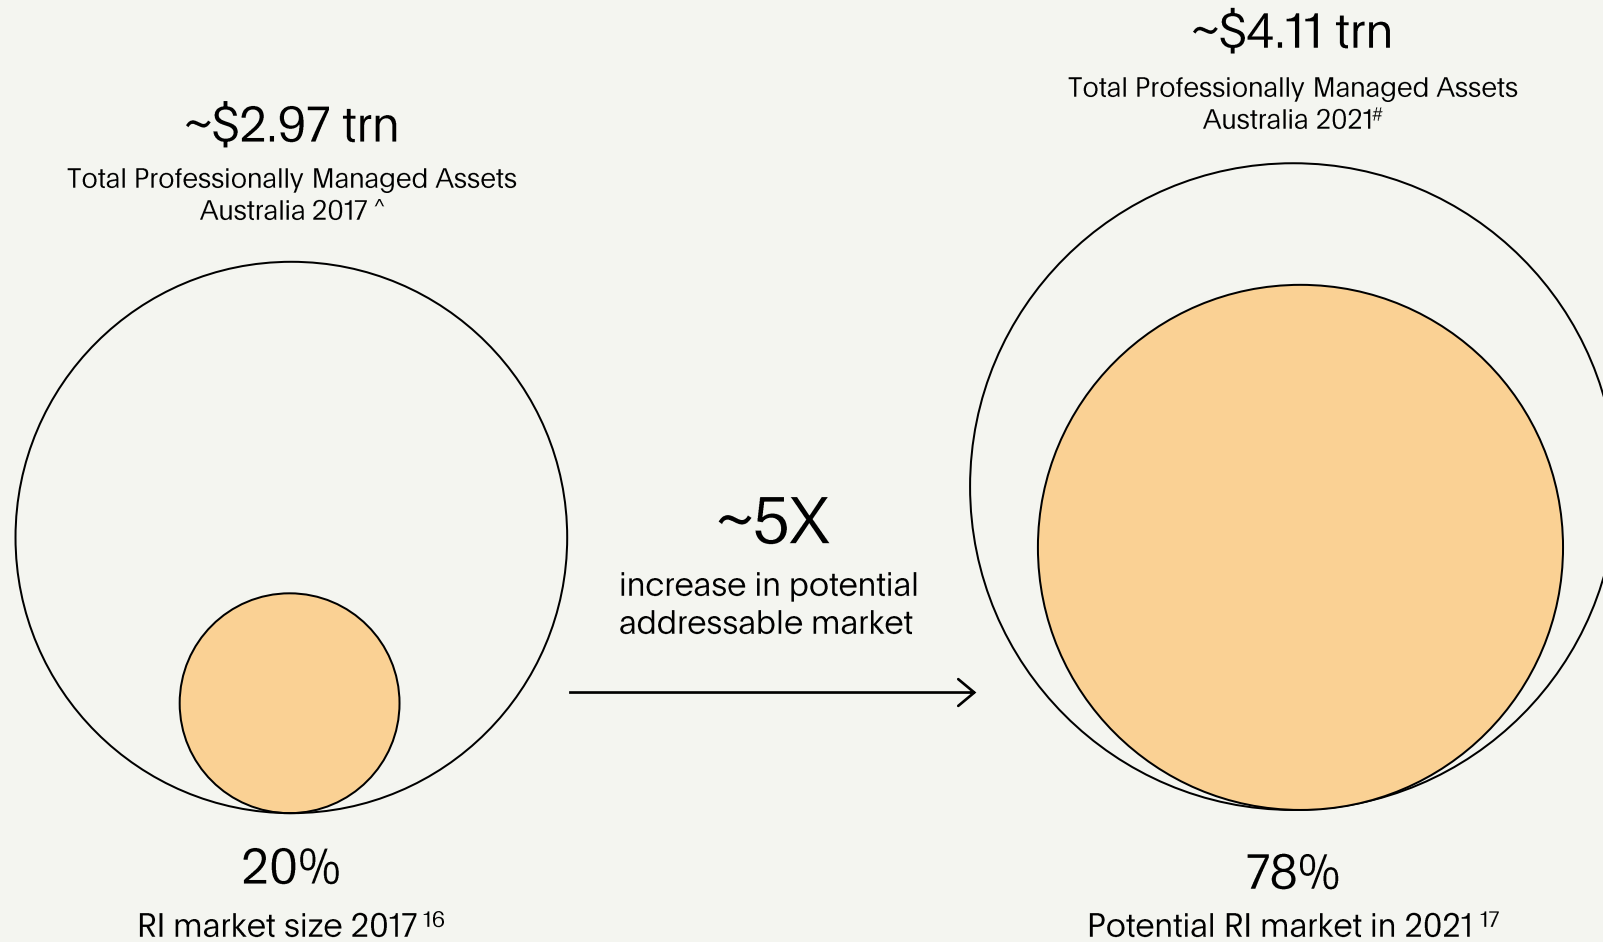 ~$2.97 trn
Total Professionally Managed Assets
Australia 2017 ^
20%
RI market size 2017 16
~5X
increase in potential
addressable market
~$4.11 trn
Total Professionally Managed Assets
Australia 2021#
78%
Potential RI market in 2021 17